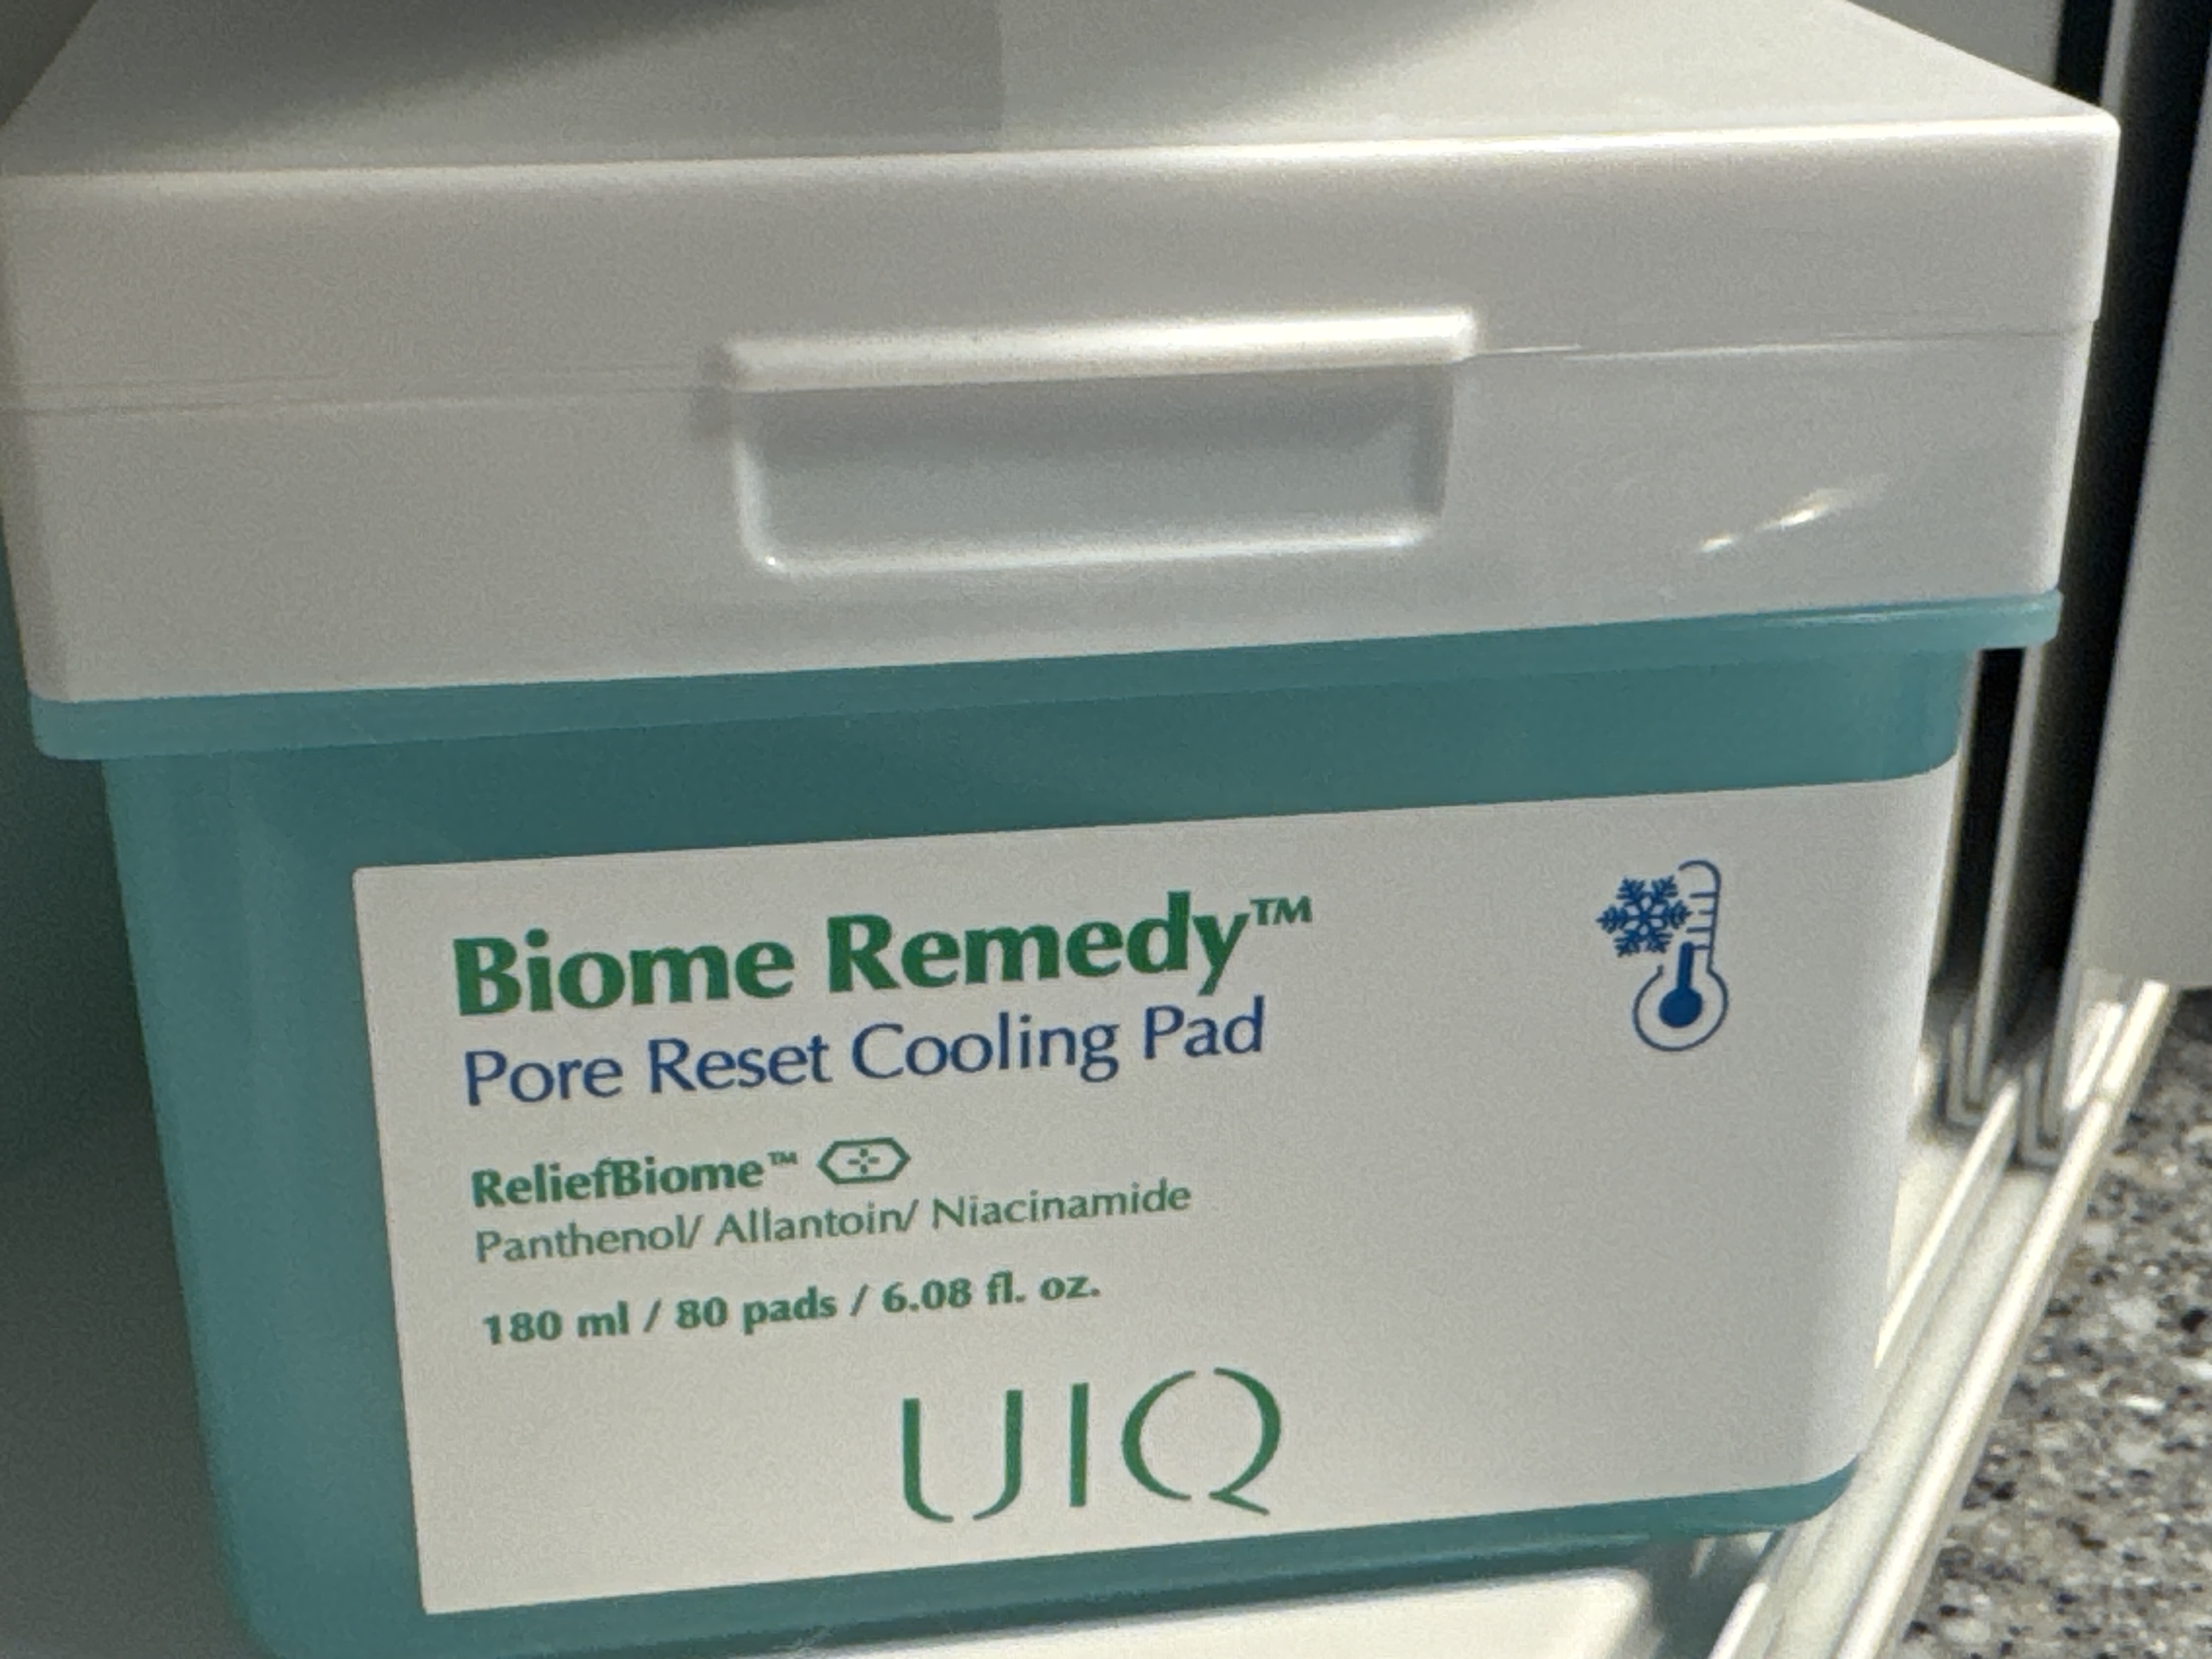 Biome Remedy™
Pore Reset Cooling Pad
ReliefBiome™
Panthenol/ Allantoin/ Niacinamide
180 ml / 80 pads / 6.08 fl. oz.
UIQ